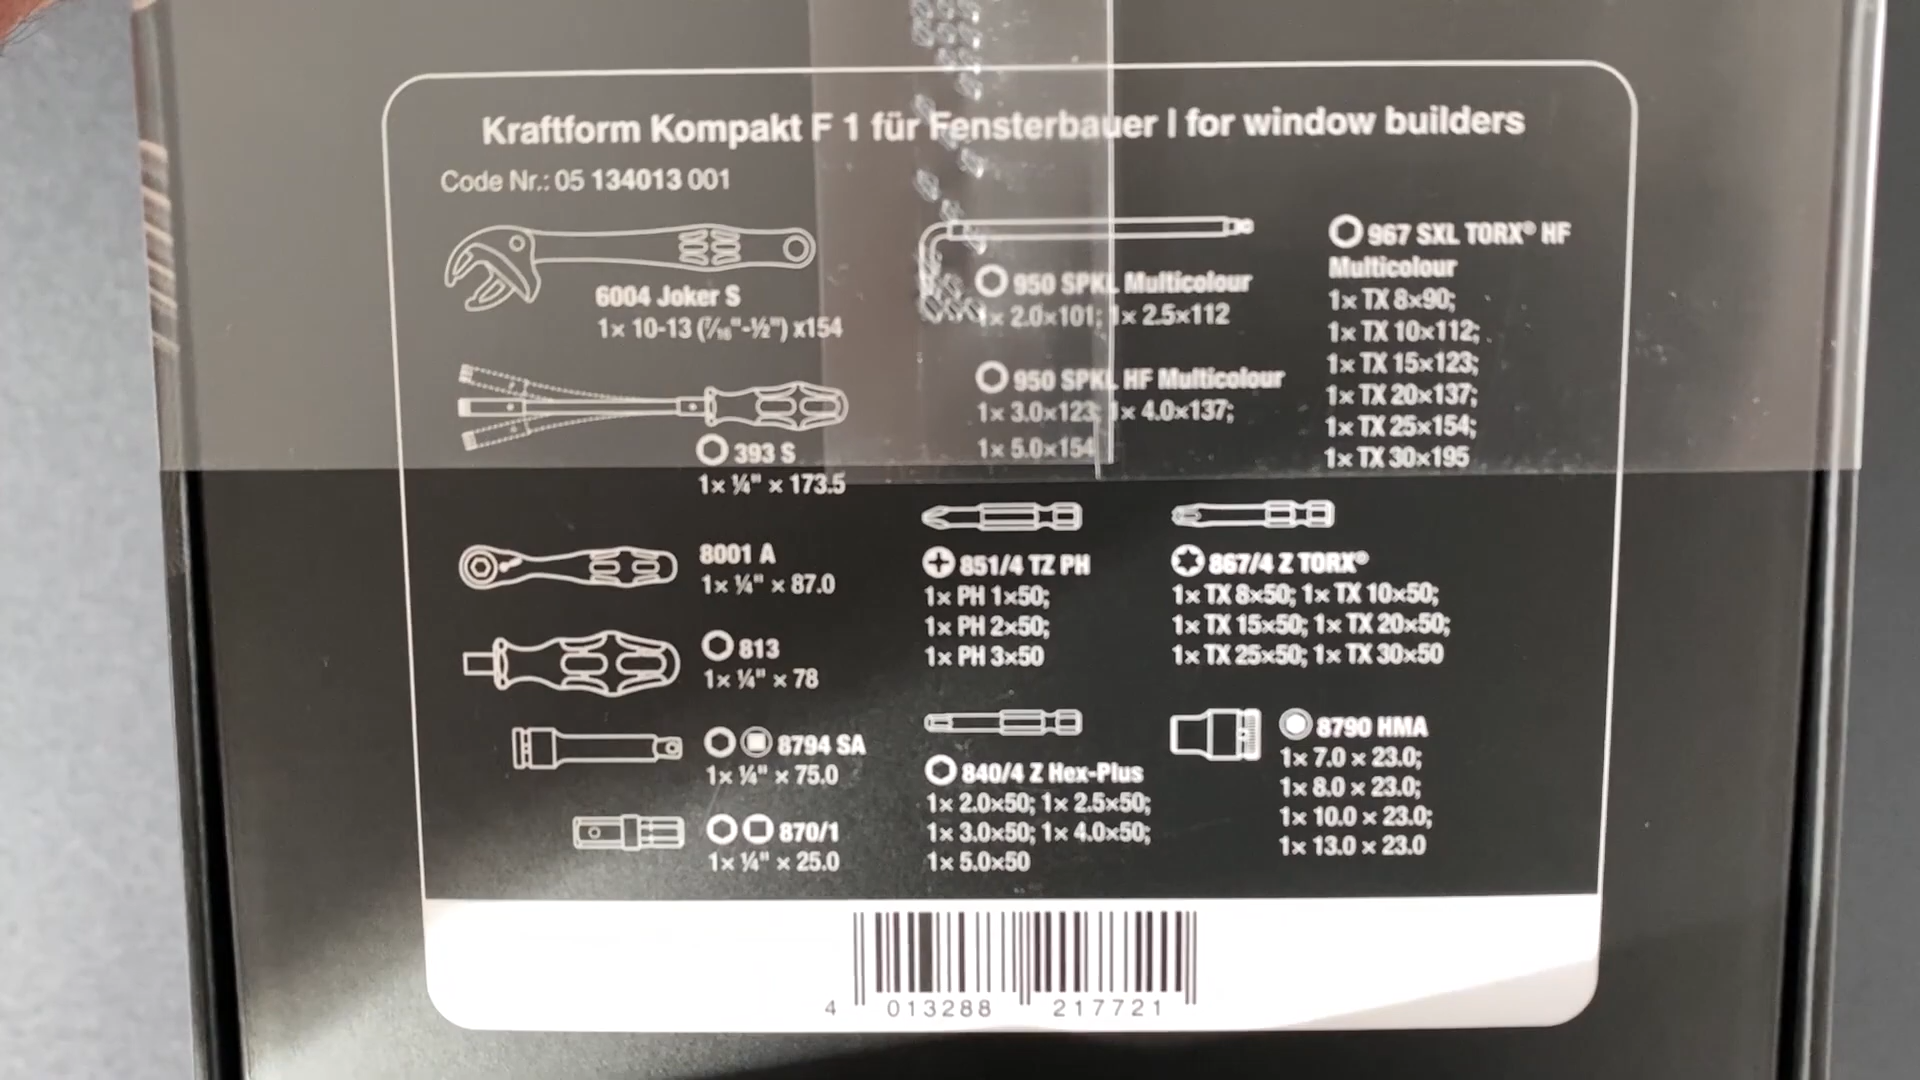 Kraftform Kompakt F 1 für Fensterbauer | for window builders
Code Nr.: 05 134013 001
6004 Joker S
1× 10-13 (7/16"-½") x154
393 S
1× ¼" × 173.5
8001 A
1× ¼" × 87.0
813
1× ¼" × 78
8794 SA
1× ¼" × 75.0
870/1
1× ¼" × 25.0
950 SPKL Multicolour
1× 2.0×101; 1× 2.5×112
950 SPKL HF Multicolour
1× 3.0×123; 1× 4.0×137;
1× 5.0×154
851/4 TZ PH
1× PH 1×50;
1× PH 2×50;
1× PH 3×50
840/4 Z Hex-Plus
1× 2.0×50; 1× 2.5×50;
1× 3.0×50; 1× 4.0×50;
1× 5.0×50
967 SXL TORX® HF
Multicolour
1× TX 8×90;
1× TX 10×112;
1× TX 15×123;
1× TX 20×137;
1× TX 25×154;
1× TX 30×195
867/4 Z TORX®
1× TX 8×50; 1× TX 10×50;
1× TX 15×50; 1× TX 20×50;
1× TX 25×50; 1× TX 30×50
8790 HMA
1× 7.0 × 23.0;
1× 8.0 × 23.0;
1× 10.0 × 23.0;
1× 13.0 × 23.0
4 013288 217721